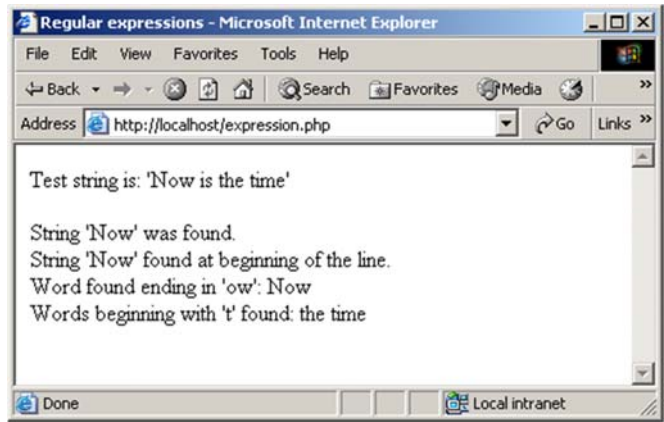 Regular expressions - Microsoft Internet Explorer
File Edit View Favorites Tools Help
Back Search Favorites Media »
Address http://localhost/expression.php Go Links »
Test string is: 'Now is the time'
String 'Now' was found.
String 'Now' found at beginning of the line.
Word found ending in 'ow': Now
Words beginning with 't' found: the time
Done Local intranet